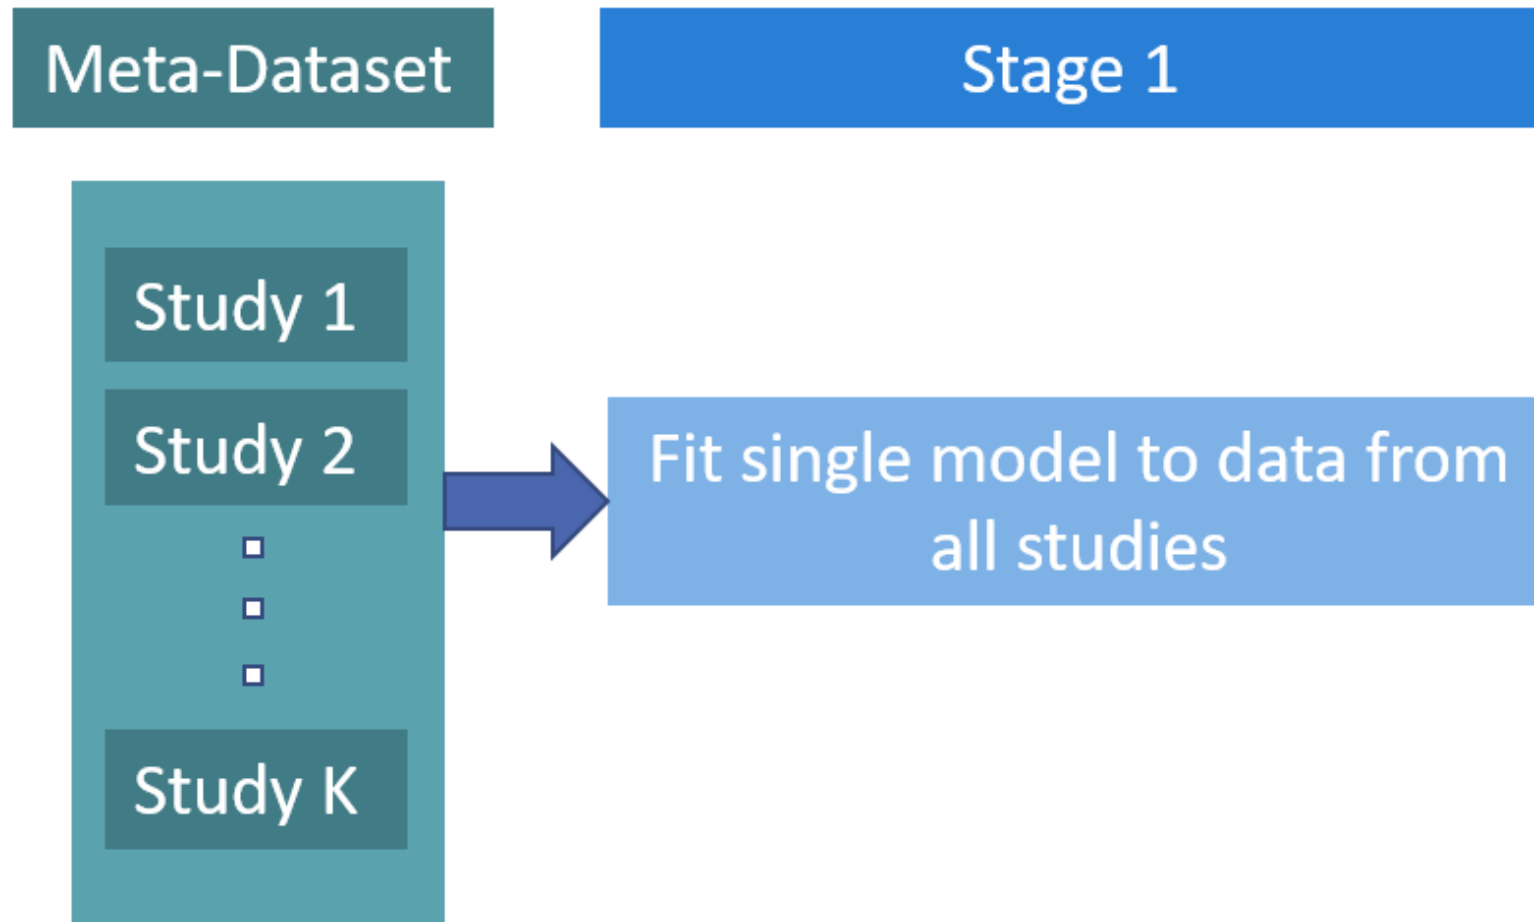 Meta-Dataset
Stage 1
Study 1
Study 2
Fit single model to data from
all studies
Study K